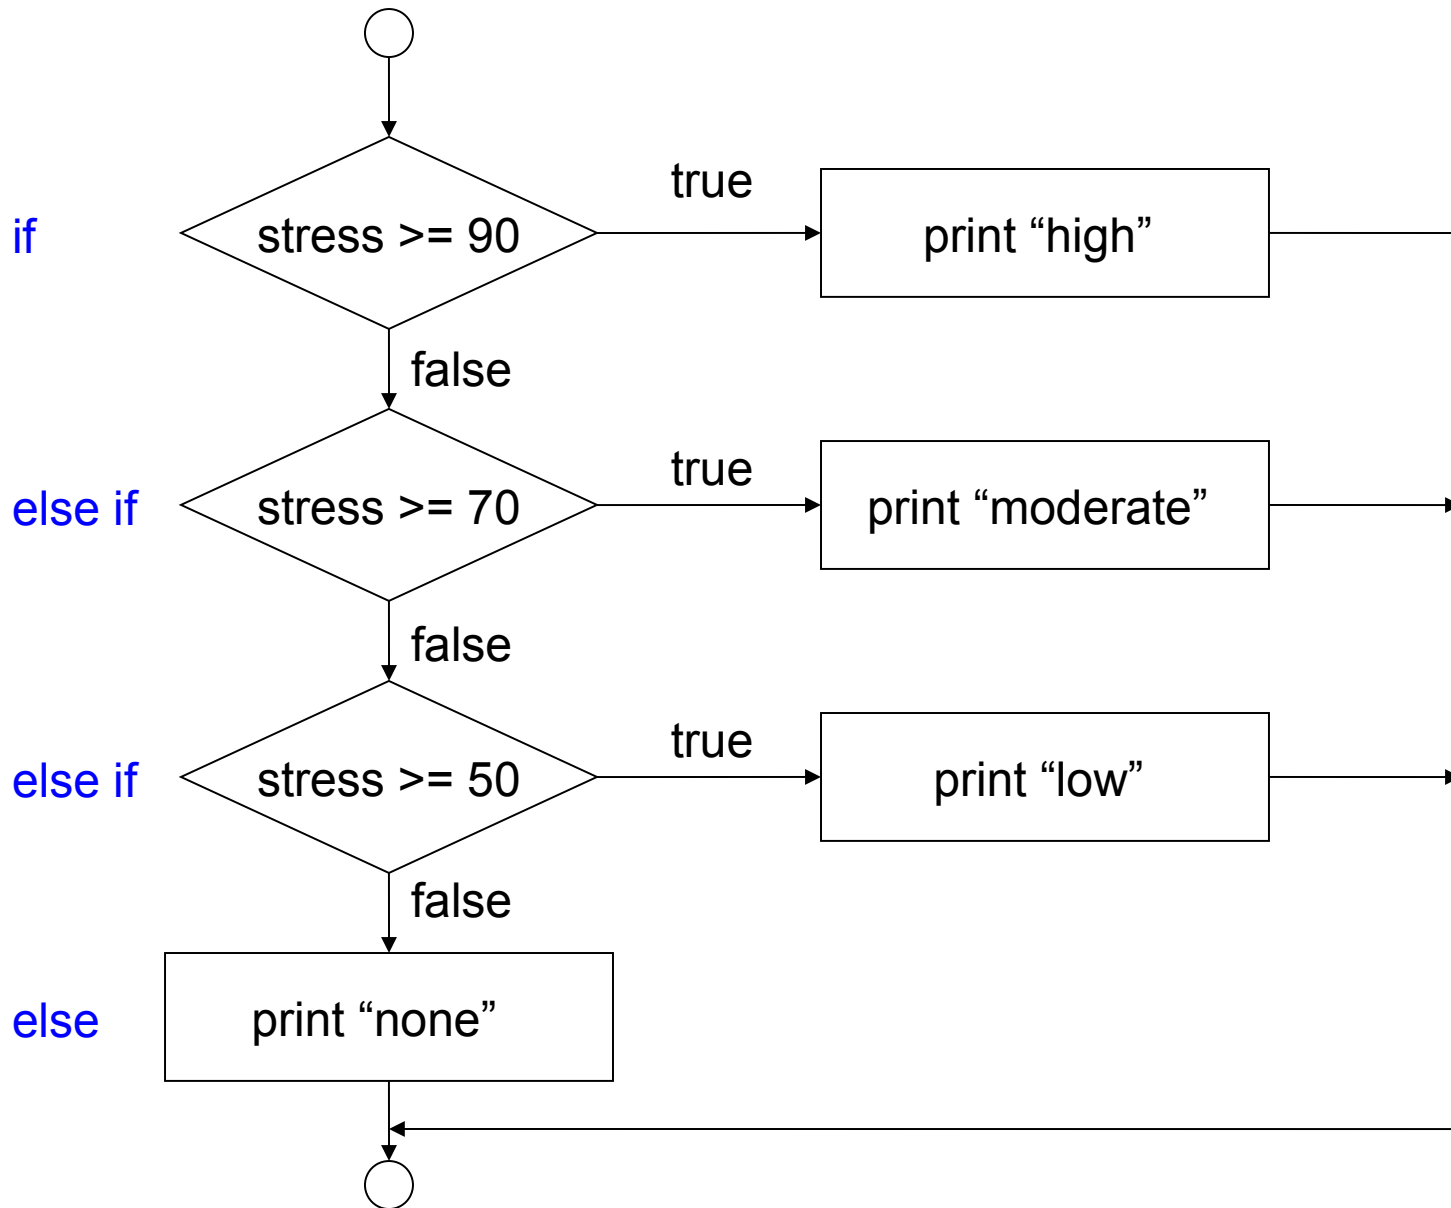 if
stress >= 90
true
print “high”
false
else if
stress >= 70
true
print “moderate”
false
else if
stress >= 50
true
print “low”
false
else
print “none”